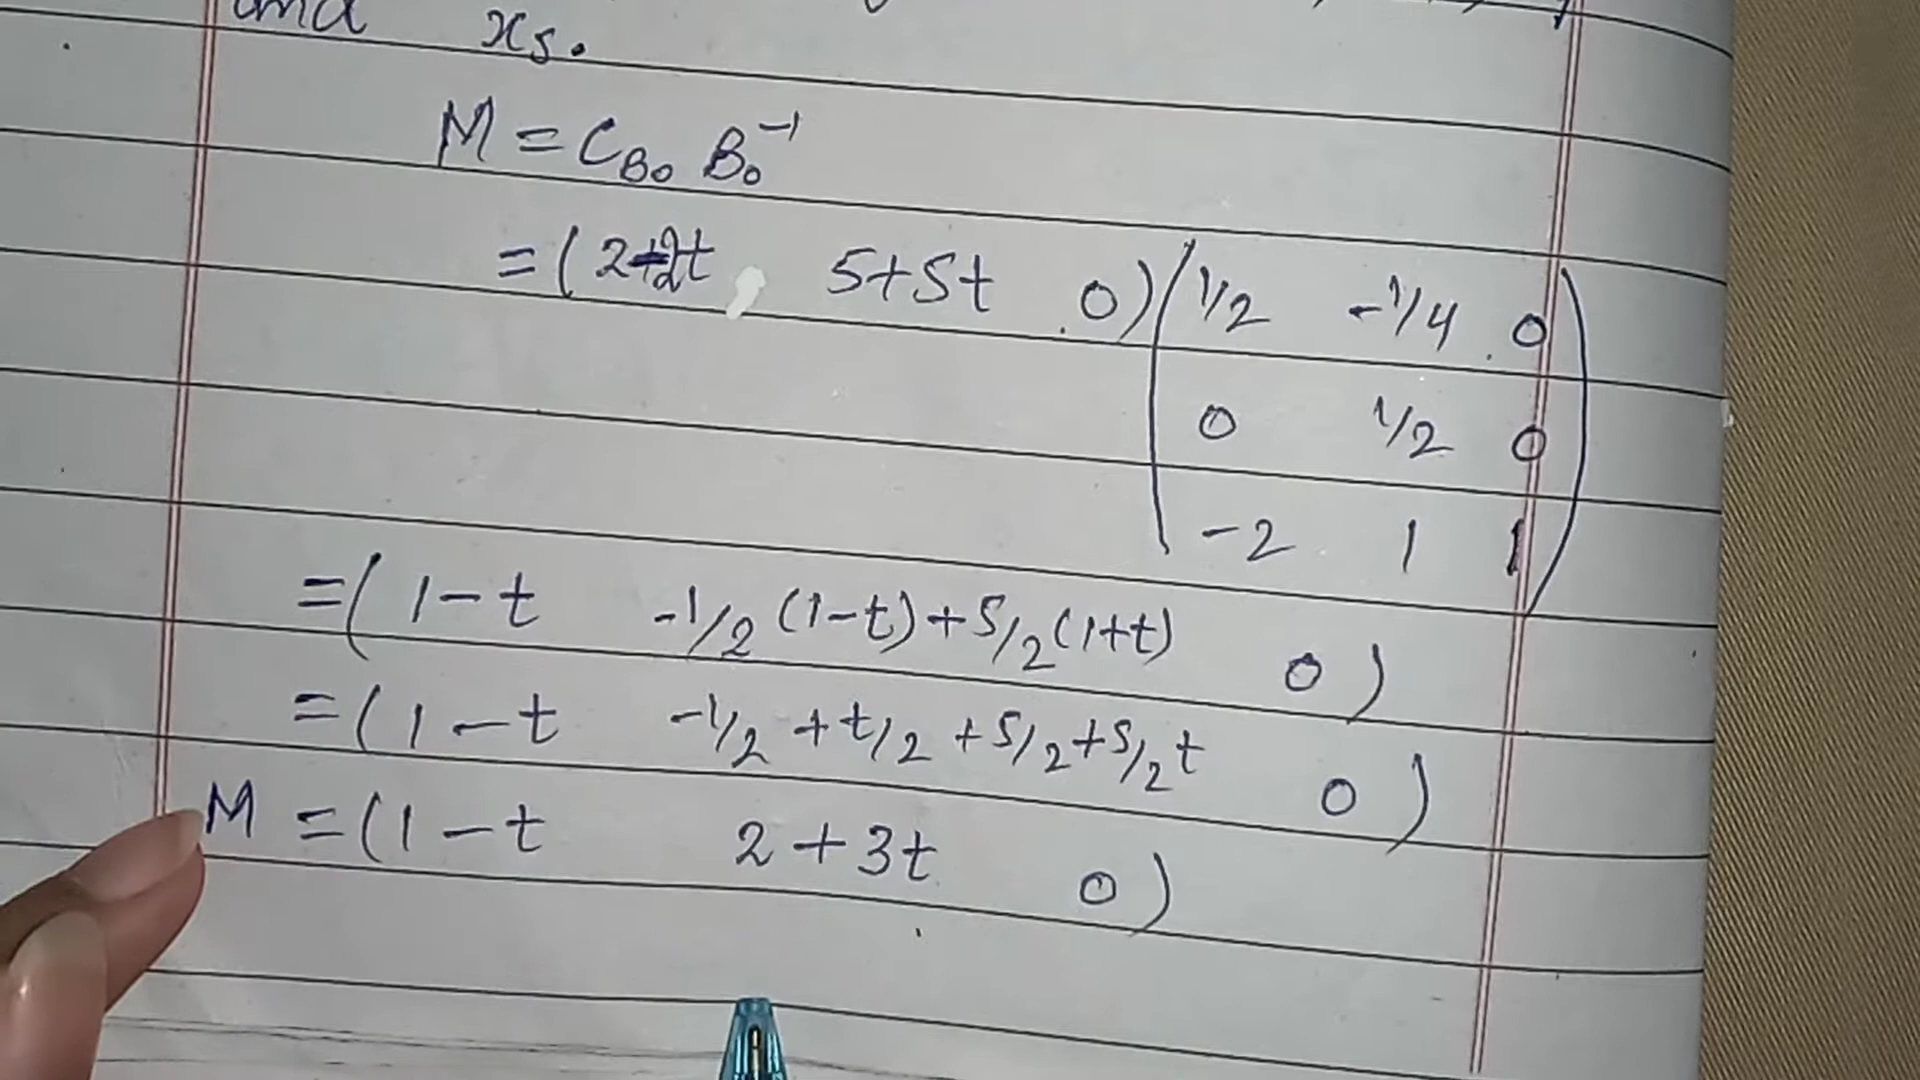 and x₅.
M = C_B₀ B₀⁻¹
= ( 2-2t , 5+5t 0) ( 1/2 -1/4 0
0 1/2 0
-2 1 1 )
= ( 1-t -1/2 (1-t) + 5/2 (1+t) 0 )
= ( 1-t -1/2 + t/2 + 5/2 + 5/2 t 0 )
M = ( 1-t 2+3t 0 )